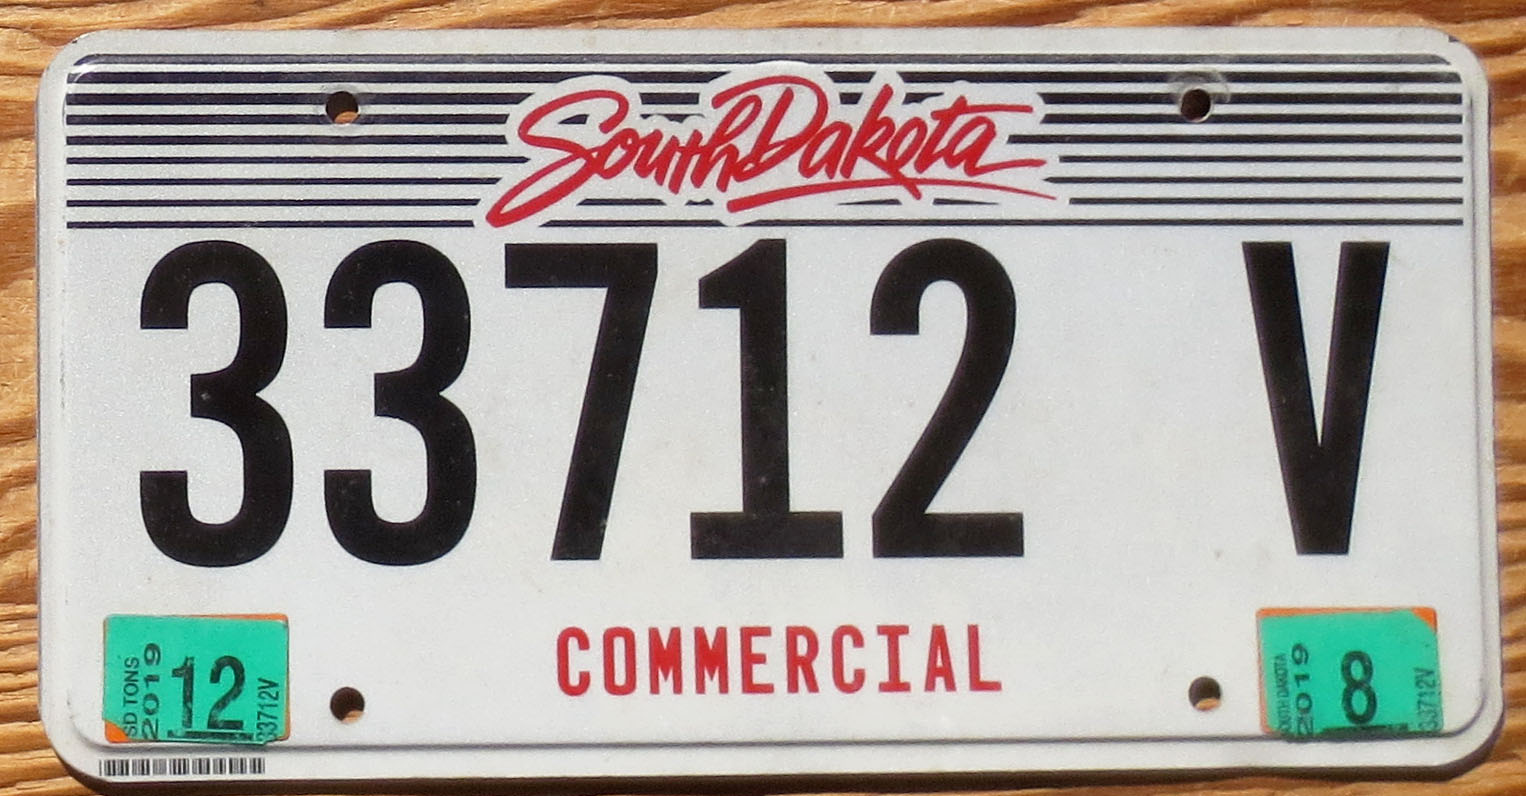 South Dakota
33712 V
COMMERCIAL
SD TONS
2019
12
33712V
SOUTH DAKOTA
2019
8
33712V